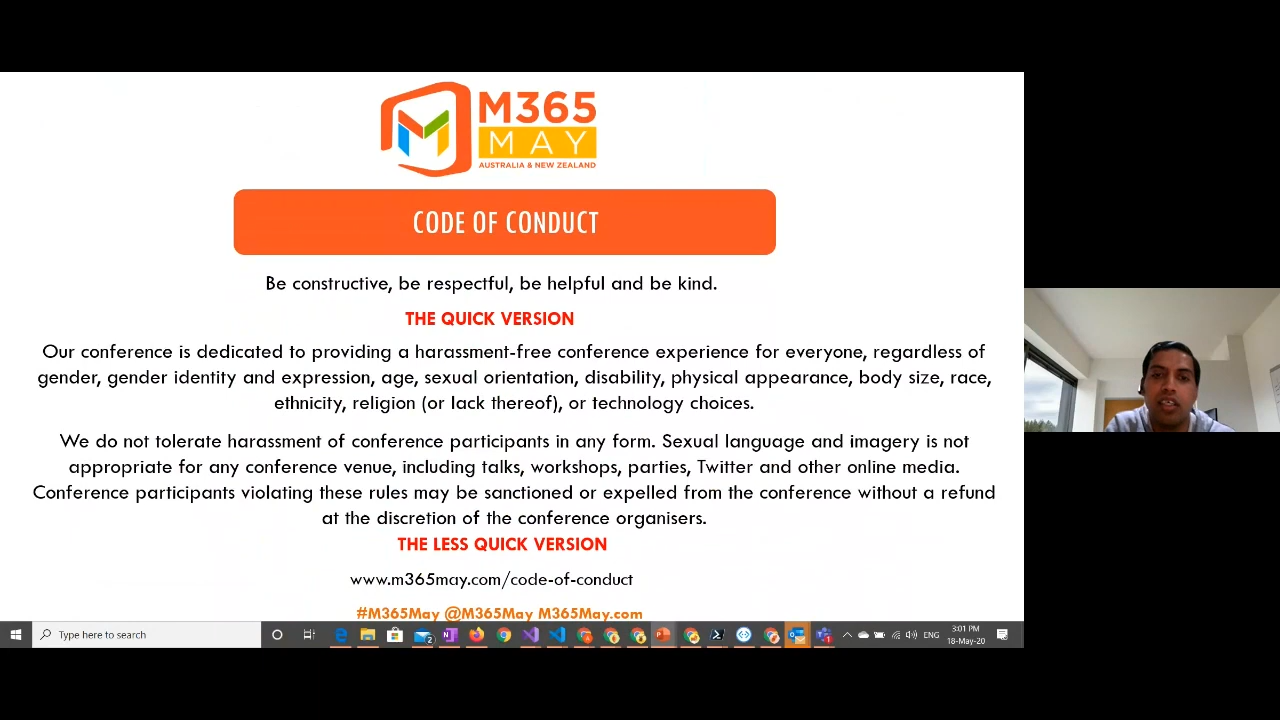 M365
MAY
AUSTRALIA & NEW ZEALAND
CODE OF CONDUCT
Be constructive, be respectful, be helpful and be kind.
THE QUICK VERSION
Our conference is dedicated to providing a harassment-free conference experience for everyone, regardless of
gender, gender identity and expression, age, sexual orientation, disability, physical appearance, body size, race,
ethnicity, religion (or lack thereof), or technology choices.
We do not tolerate harassment of conference participants in any form. Sexual language and imagery is not
appropriate for any conference venue, including talks, workshops, parties, Twitter and other online media.
Conference participants violating these rules may be sanctioned or expelled from the conference without a refund
at the discretion of the conference organisers.
THE LESS QUICK VERSION
www.m365may.com/code-of-conduct
#M365May @M365May M365May.com
Type here to search
ENG
3:01 PM
18-May-20